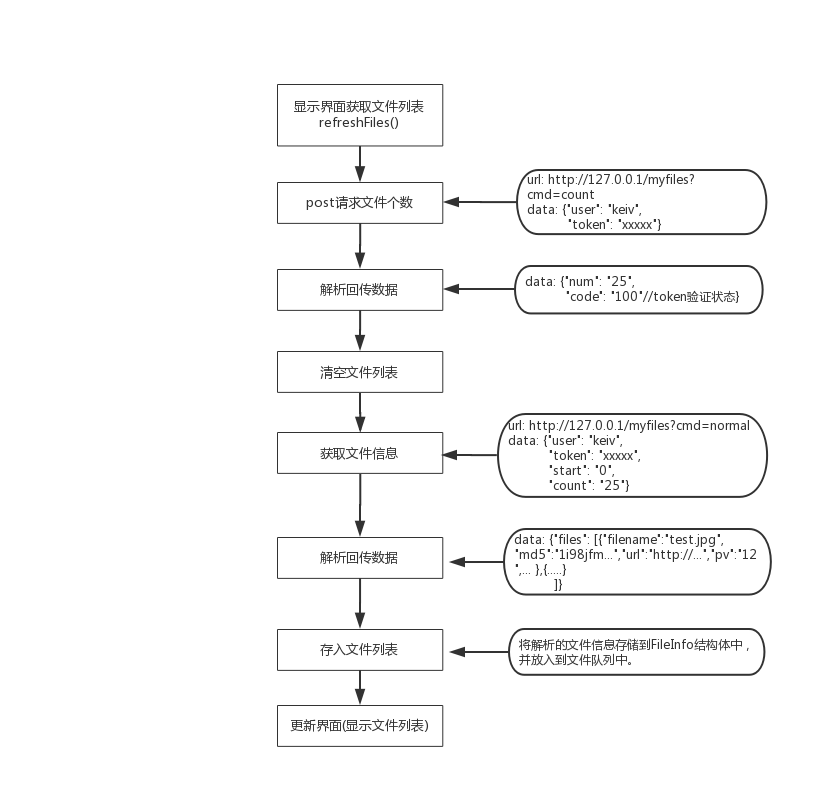 显示界面获取文件列表
refreshFiles()
post请求文件个数
url: http://127.0.0.1/myfiles?
cmd=count
data: {"user": "keiv",
"token": "xxxxx"}
解析回传数据
data: {"num": "25",
"code": "100"//token验证状态}
清空文件列表
获取文件信息
url: http://127.0.0.1/myfiles?cmd=normal
data: {"user": "keiv",
"token": "xxxxx",
"start": "0",
"count": "25"}
解析回传数据
data: {"files": [{"filename":"test.jpg",
"md5":"1i98jfm...","url":"http://...","pv":"12
",... },{.....}
]}
存入文件列表
将解析的文件信息存储到FileInfo结构体中，
并放入到文件队列中。
更新界面(显示文件列表)